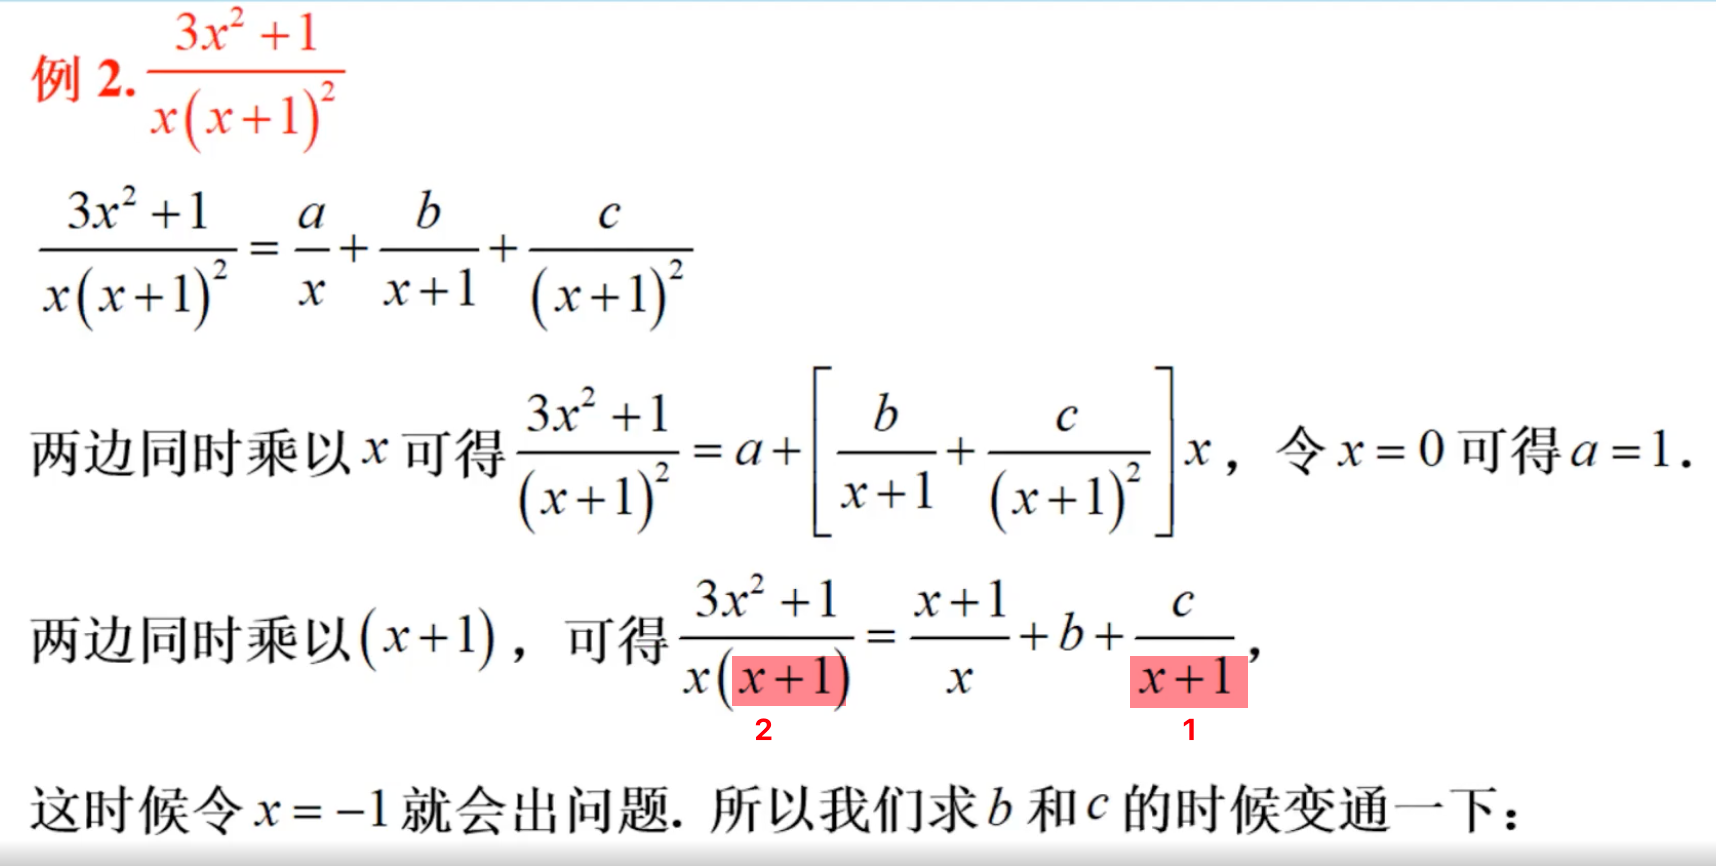 例 2. \frac{3x^2+1}{x(x+1)^2}
\frac{3x^2+1}{x(x+1)^2} = \frac{a}{x} + \frac{b}{x+1} + \frac{c}{(x+1)^2}
两边同时乘以 x 可得 \frac{3x^2+1}{(x+1)^2} = a + \left[ \frac{b}{x+1} + \frac{c}{(x+1)^2} \right] x，令 x = 0 可得 a = 1.
两边同时乘以 (x+1)，可得 \frac{3x^2+1}{x(x+1)} = \frac{x+1}{x} + b + \frac{c}{x+1}，
2 1
这时候令 x = −1 就会出问题. 所以我们求 b 和 c 的时候变通一下：